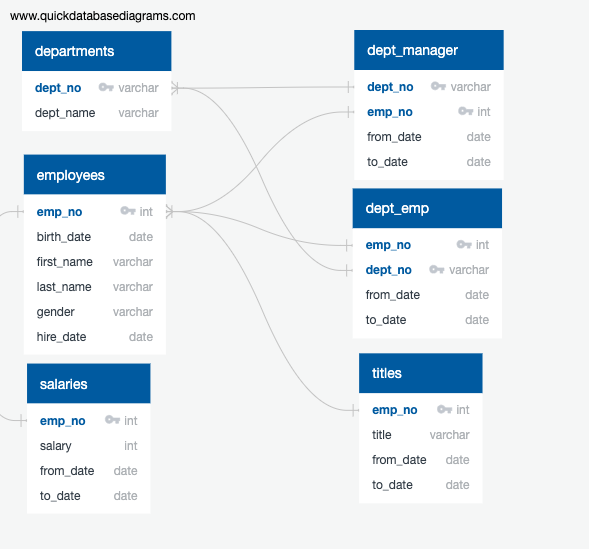 www.quickdatabasediagrams.com
departments
dept_no varchar
dept_name varchar
employees
emp_no int
birth_date date
first_name varchar
last_name varchar
gender varchar
hire_date date
salaries
emp_no int
salary int
from_date date
to_date date
dept_manager
dept_no varchar
emp_no int
from_date date
to_date date
dept_emp
emp_no int
dept_no varchar
from_date date
to_date date
titles
emp_no int
title varchar
from_date date
to_date date